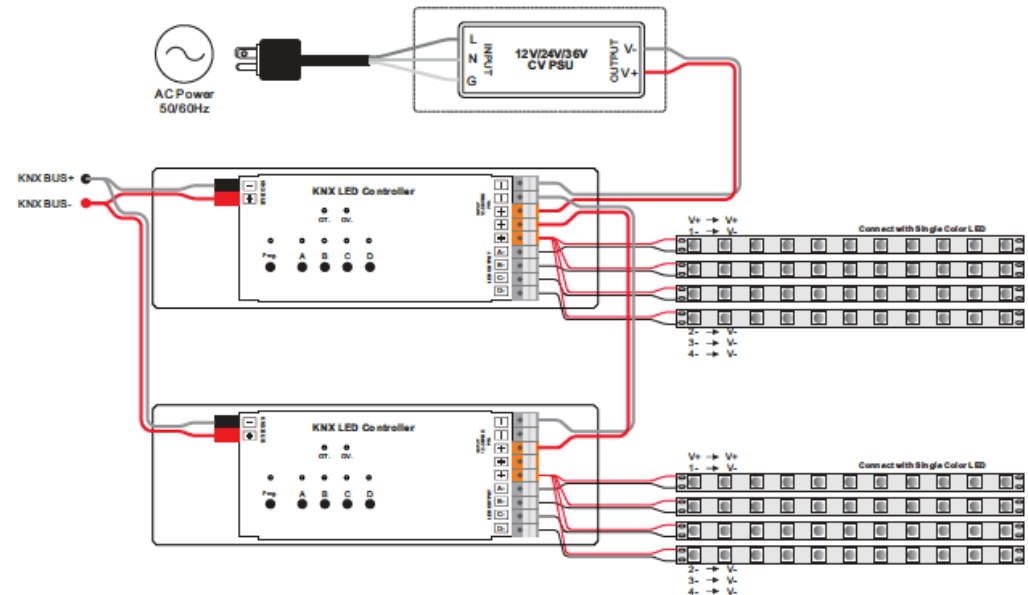 L
N
G
INPUT
12V/24V/36V
CV PSU
OUTPUT
V-
V+
AC Power
50/60Hz
KNX BUS+
KNX BUS-
KNX LED Controller
OT.
OV.
Prog.
A
B
C
D
INPUT
A-
B-
C-
D-
V+ → V+
1- → V-
Connect with Single Color LED
2- → V-
3- → V-
4- → V-
KNX LED Controller
OT.
OV.
Prog.
A
B
C
D
INPUT
A-
B-
C-
D-
V+ → V+
1- → V-
Connect with Single Color LED
2- → V-
3- → V-
4- → V-